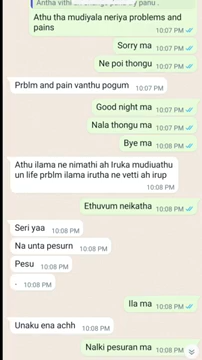 Athu tha mudiyala neriya problems and
pains
10:07 PM
Sorry ma 10:07 PM
Ne poi thongu 10:07 PM
Prblm and pain vanthu pogum 10:07 PM
Good night ma 10:08 PM
Nala thongu ma 10:08 PM
Bye ma 10:08 PM
Athu ilama ne nimathi ah Iruka mudiuathu
un life prblm ilama irutha ne vetti ah irup
10:08 PM
Ethuvum neikatha 10:08 PM
Seri yaa 10:08 PM
Na unta pesurn 10:08 PM
Pesu 10:08 PM
. 10:08 PM
Ila ma 10:08 PM
Unaku ena achh 10:08 PM
Nalki pesuran ma 10:08 PM